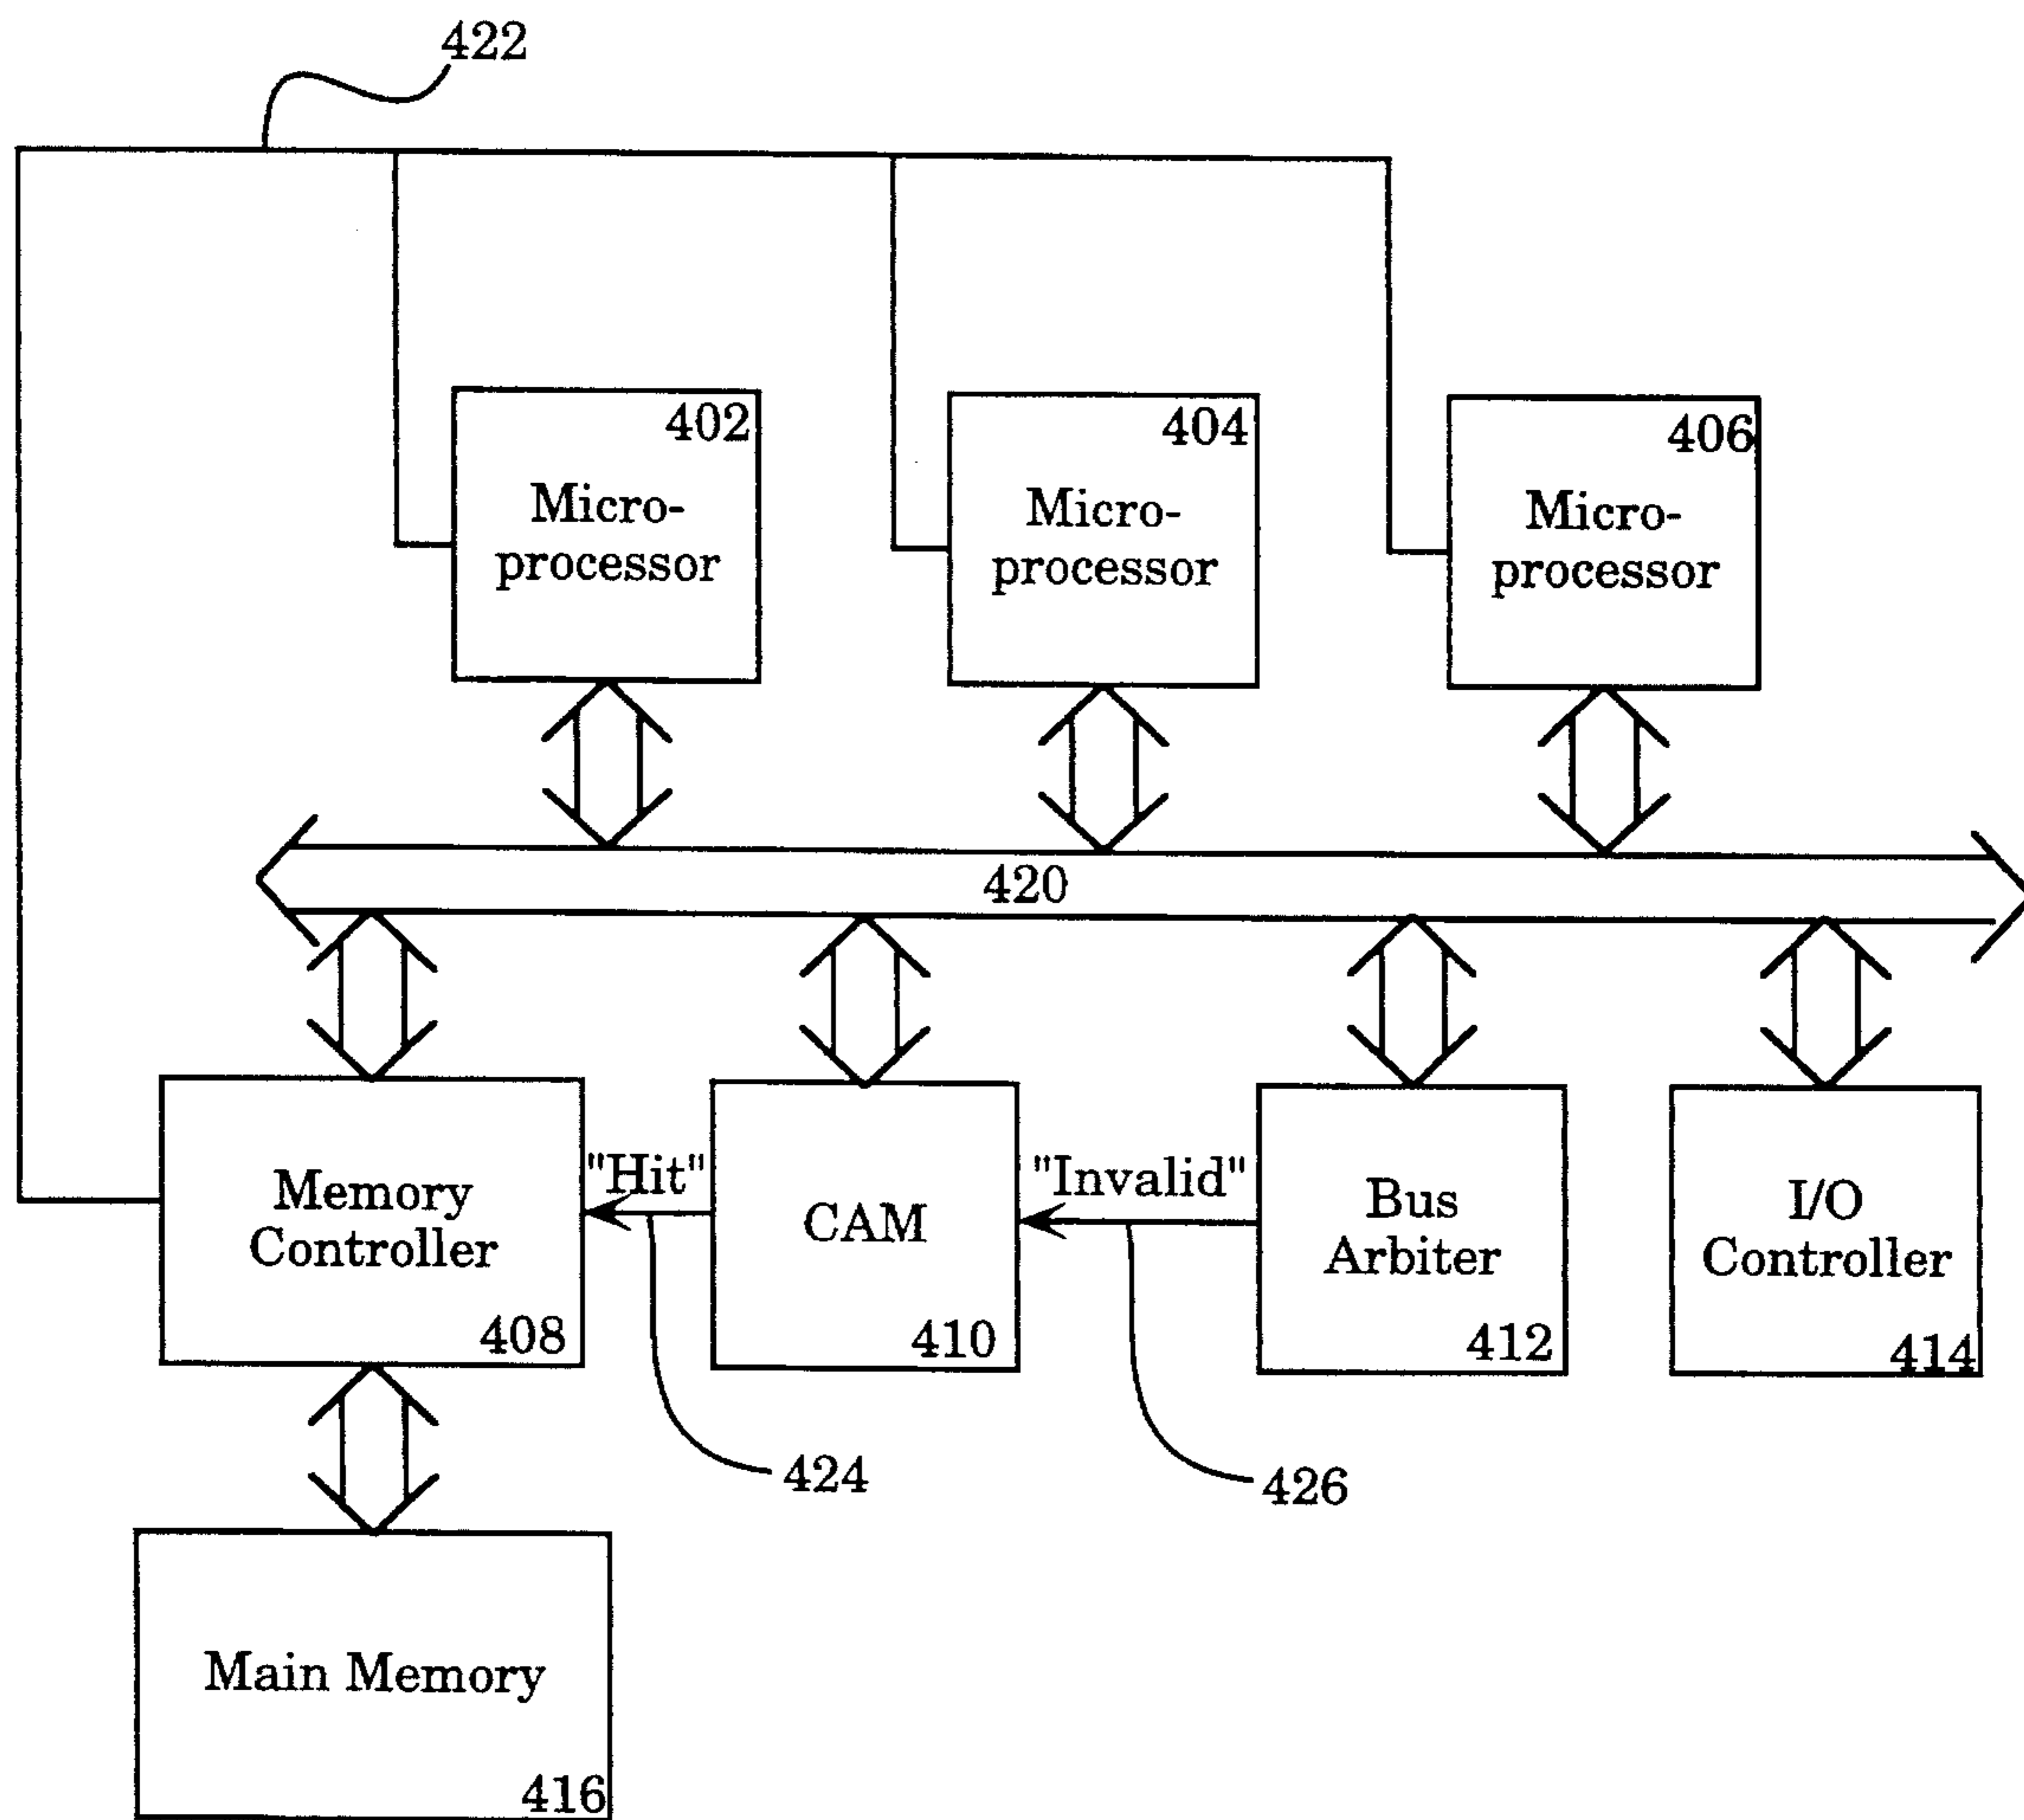 422
402
Micro-
processor
404
Micro-
processor
406
Micro-
processor
420
Memory
Controller
408
"Hit"
CAM
410
"Invalid"
Bus
Arbiter
412
I/O
Controller
414
424
426
Main Memory
416